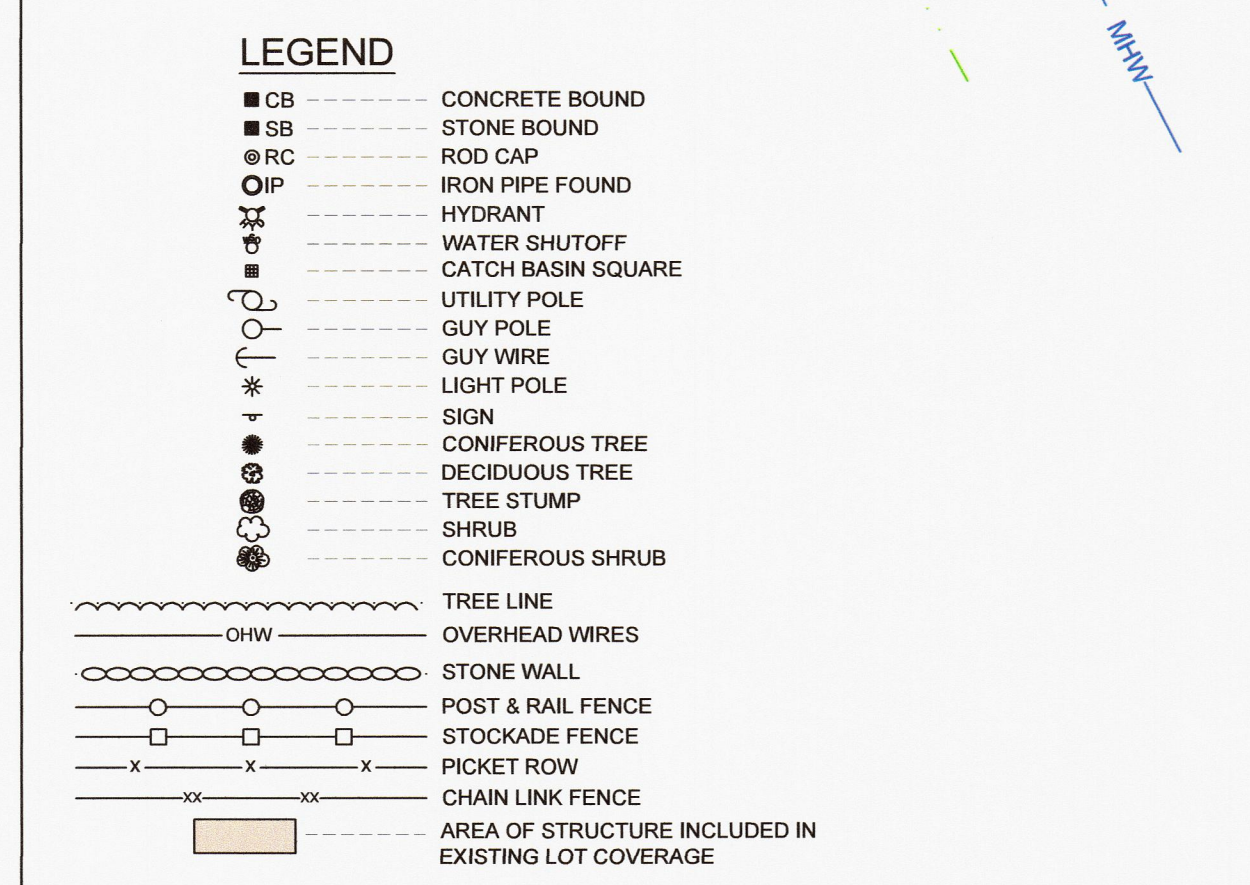 MHW
LEGEND
CB CONCRETE BOUND
SB STONE BOUND
RC ROD CAP
IP IRON PIPE FOUND
HYDRANT
WATER SHUTOFF
CATCH BASIN SQUARE
UTILITY POLE
GUY POLE
GUY WIRE
LIGHT POLE
SIGN
CONIFEROUS TREE
DECIDUOUS TREE
TREE STUMP
SHRUB
CONIFEROUS SHRUB
TREE LINE
OHW OVERHEAD WIRES
STONE WALL
POST & RAIL FENCE
STOCKADE FENCE
X X X PICKET ROW
XX XX CHAIN LINK FENCE
AREA OF STRUCTURE INCLUDED IN
EXISTING LOT COVERAGE